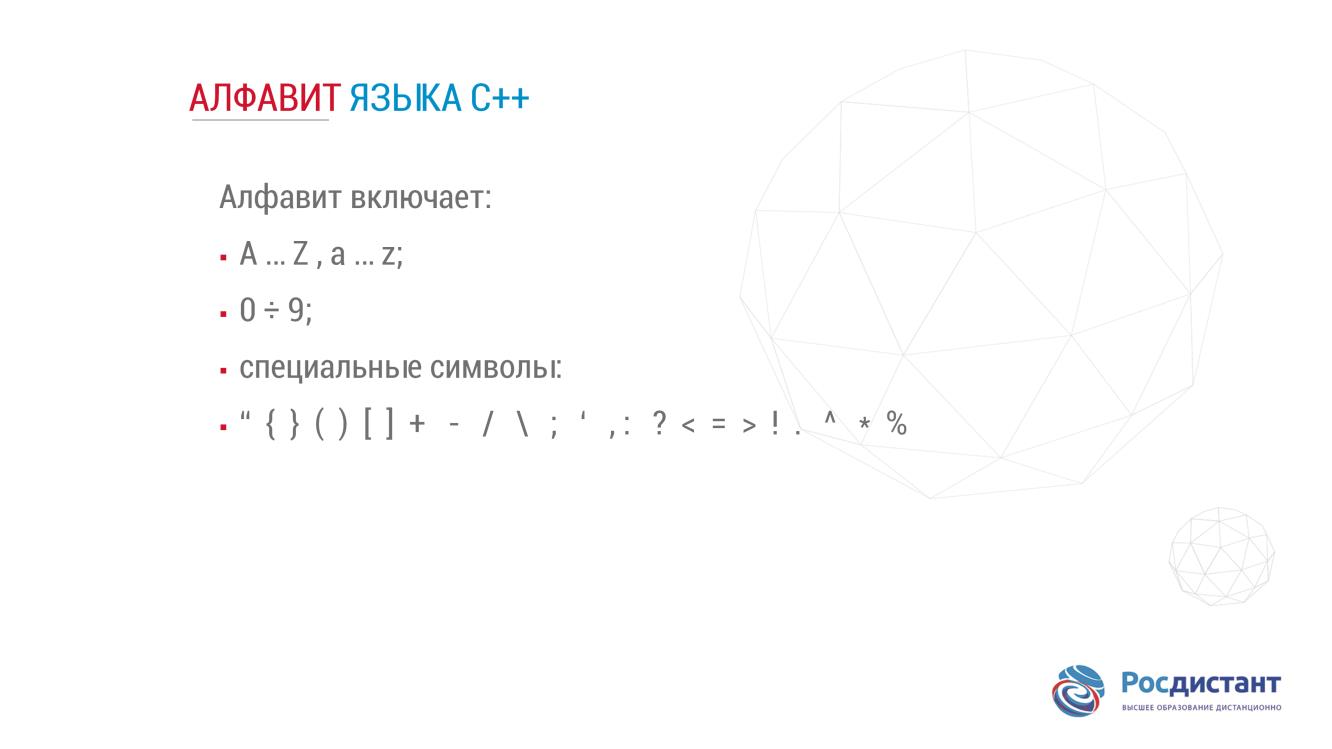 АЛФАВИТ ЯЗЫКА C++
Алфавит включает:
▪ A ... Z , a ... z;
▪ 0 ÷ 9;
▪ специальные символы:
▪ “ { } ( ) [ ] + - / \ ; ‘ , : ? < = > ! . ^ * %
Росдистант
ВЫСШЕЕ ОБРАЗОВАНИЕ ДИСТАНЦИОННО